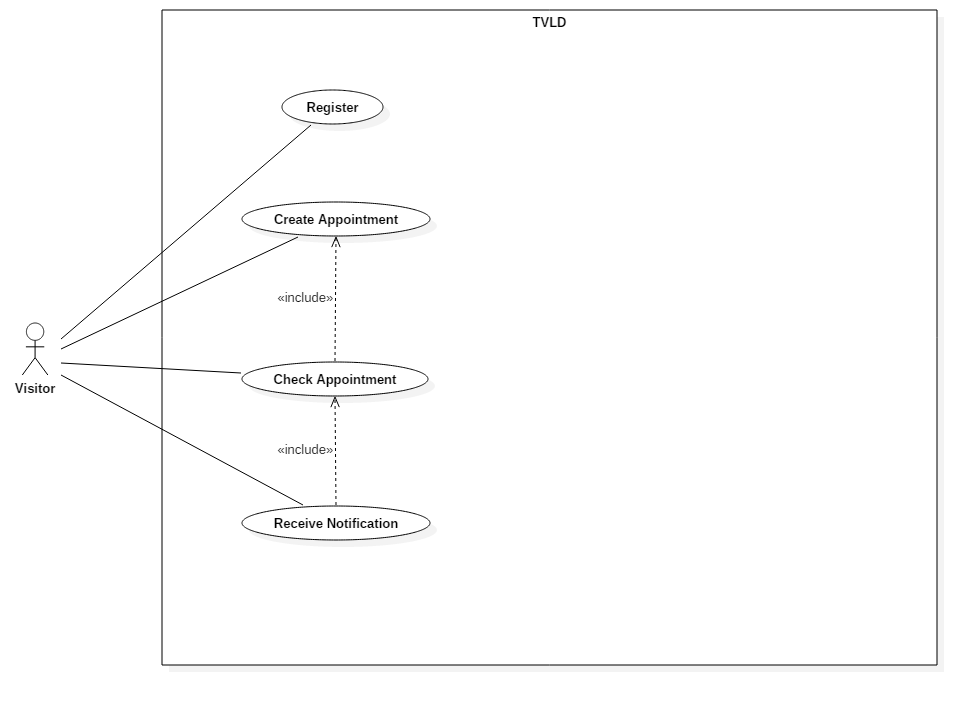 TVLD
Register
Create Appointment
«include»
Visitor
Check Appointment
«include»
Receive Notification